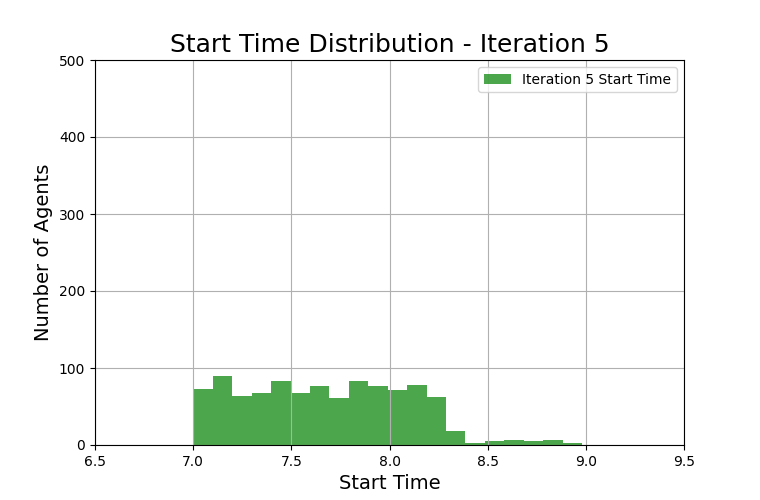 Start Time Distribution - Iteration 5
Iteration 5 Start Time
Number of Agents
500
400
300
200
100
0
6.5 7.0 7.5 8.0 8.5 9.0 9.5
Start Time